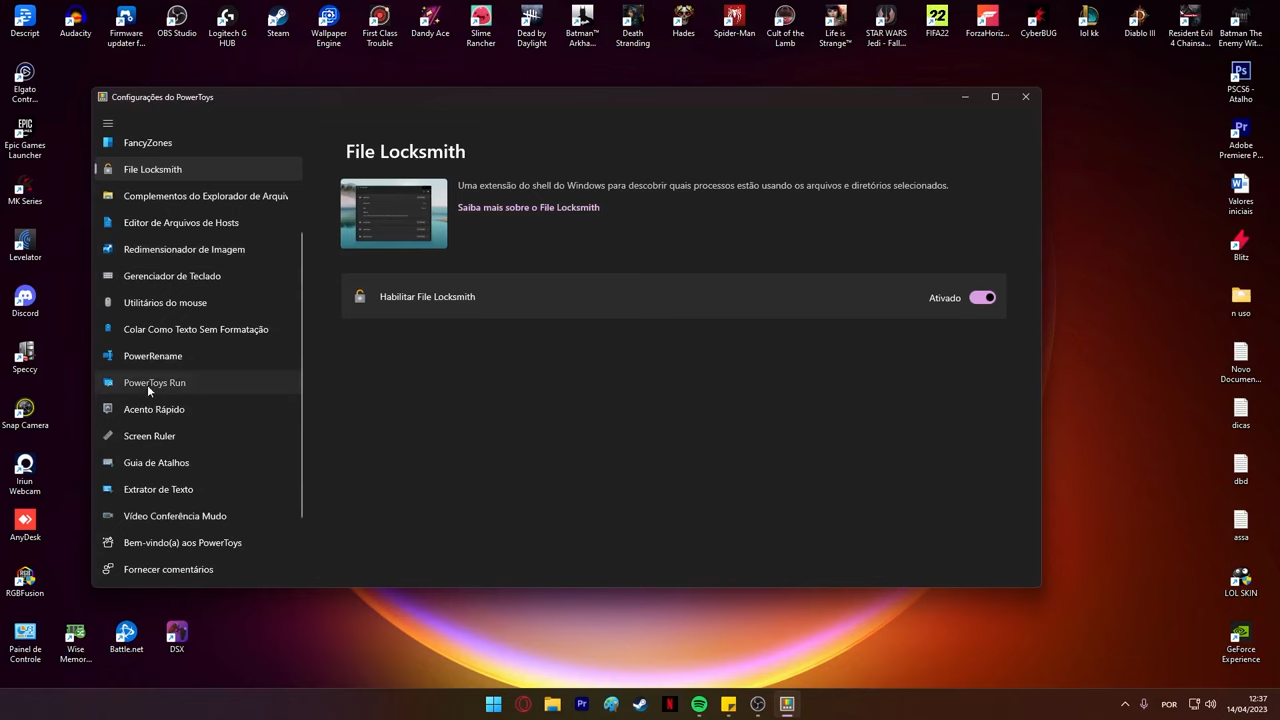 Descript
Audacity
Firmware
updater f...
OBS Studio
Logitech G
HUB
Steam
Wallpaper
Engine
First Class
Trouble
Dandy Ace
Slime
Rancher
Dead by
Daylight
Batman™
Arkha...
Death
Stranding
Hades
Spider-Man
Cult of the
Lamb
Life is
Strange™
STAR WARS
Jedi - Fall...
FIFA22
ForzaHoriz...
CyberBUG
lol kk
Diablo III
Resident Evil
4 Chainsa...
Batman The
Enemy Wit...
Elgato
Contr...
Epic Games
Launcher
MK Series
Levelator
Discord
Speccy
Snap Camera
Iriun
Webcam
AnyDesk
RGBFusion
Painel de
Controle
Wise
Memor...
Battle.net
DSX
Configurações do PowerToys
FancyZones
File Locksmith
Complementos do Explorador de Arquiv
Editor de Arquivos de Hosts
Redimensionador de Imagem
Gerenciador de Teclado
Utilitários do mouse
Colar Como Texto Sem Formatação
PowerRename
PowerToys Run
Acento Rápido
Screen Ruler
Guia de Atalhos
Extrator de Texto
Vídeo Conferência Mudo
Bem-vindo(a) aos PowerToys
Fornecer comentários
File Locksmith
Uma extensão do shell do Windows para descobrir quais processos estão usando os arquivos e diretórios selecionados.
Saiba mais sobre o File Locksmith
Habilitar File Locksmith
Ativado
PSCS6 -
Atalho
Adobe
Premiere P...
Valores
iniciais
Blitz
n uso
Novo
Documen...
dicas
dbd
assa
LOL SKIN
GeForce
Experience
POR
12:37
14/04/2023